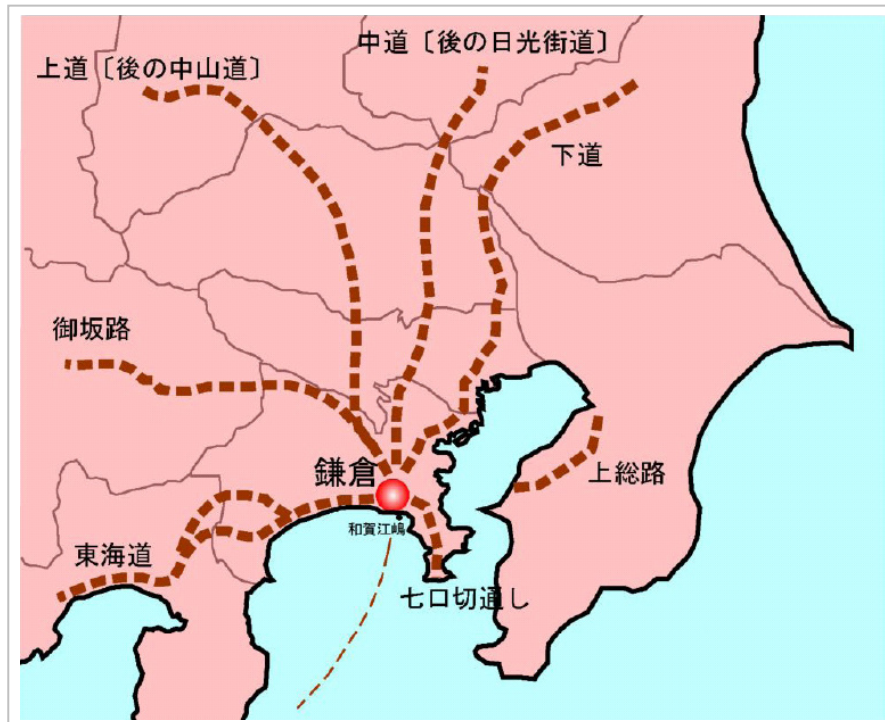 中道〔後の日光街道〕
上道〔後の中山道〕
下道
御坂路
鎌倉
上総路
和賀江嶋
東海道
七口切通し